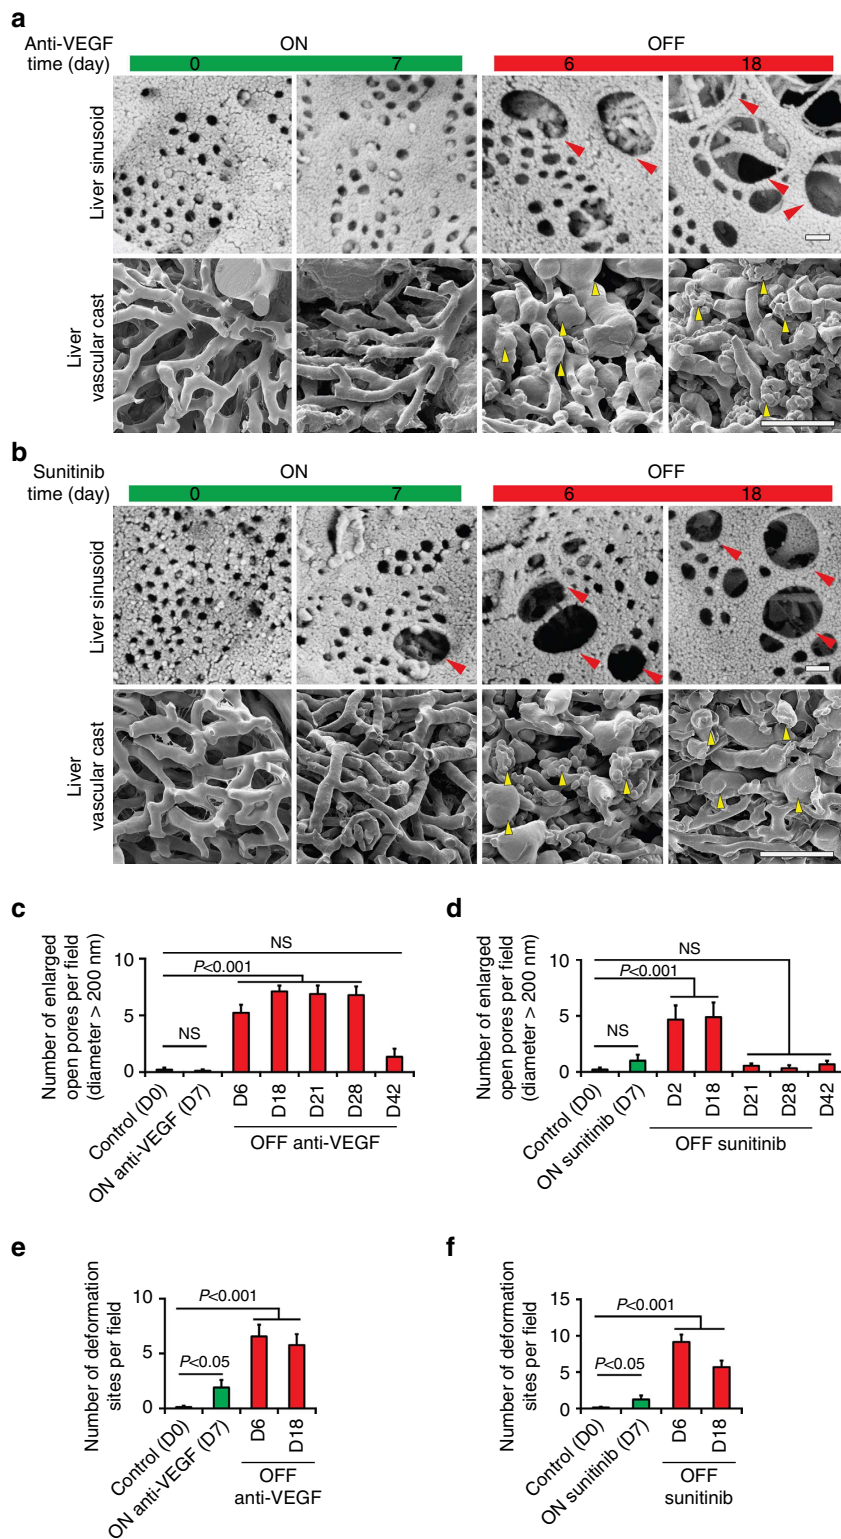 a
Anti-VEGF ON OFF
time (day) 0 7 6 18
Liver sinusoid
Liver
vascular cast
b
Sunitinib ON OFF
time (day) 0 7 6 18
Liver sinusoid
Liver
vascular cast
c
Number of enlarged
open pores per field
(diameter > 200 nm)
10
5
0
NS
P<0.001
NS
Control (D0)
ON anti-VEGF (D7)
D6
D18
D21
D28
D42
OFF anti-VEGF
d
Number of enlarged
open pores per field
(diameter > 200 nm)
10
5
0
NS
P<0.001
NS
Control (D0)
ON sunitinib (D7)
D2
D18
D21
D28
D42
OFF sunitinib
e
Number of deformation
sites per field
10
5
0
P<0.001
P<0.05
Control (D0)
ON anti-VEGF (D7)
D6
D18
OFF
anti-VEGF
f
Number of deformation
sites per field
15
10
5
0
P<0.001
P<0.05
Control (D0)
ON sunitinib (D7)
D6
D18
OFF
sunitinib